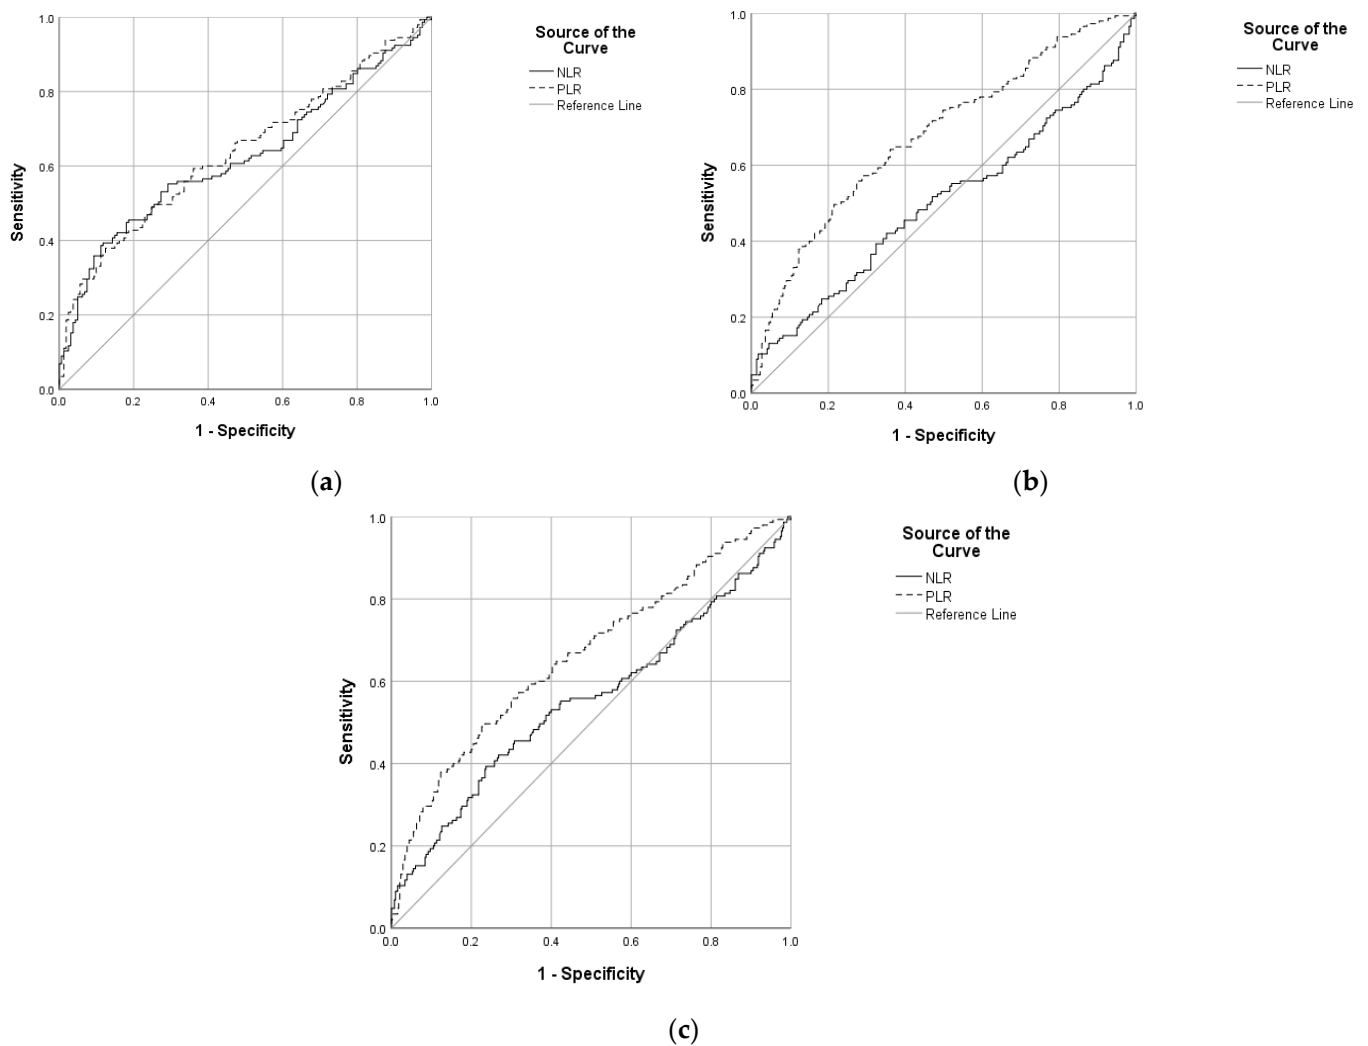 Source of the
Curve
NLR
PLR
Reference Line
1.0
0.8
0.6
0.4
0.2
0.0
Sensitivity
0.0 0.2 0.4 0.6 0.8 1.0
1 - Specificity
(a)
Source of the
Curve
NLR
PLR
Reference Line
1.0
0.8
0.6
0.4
0.2
0.0
Sensitivity
0.0 0.2 0.4 0.6 0.8 1.0
1 - Specificity
(b)
Source of the
Curve
NLR
PLR
Reference Line
1.0
0.8
0.6
0.4
0.2
0.0
Sensitivity
0.0 0.2 0.4 0.6 0.8 1.0
1 - Specificity
(c)